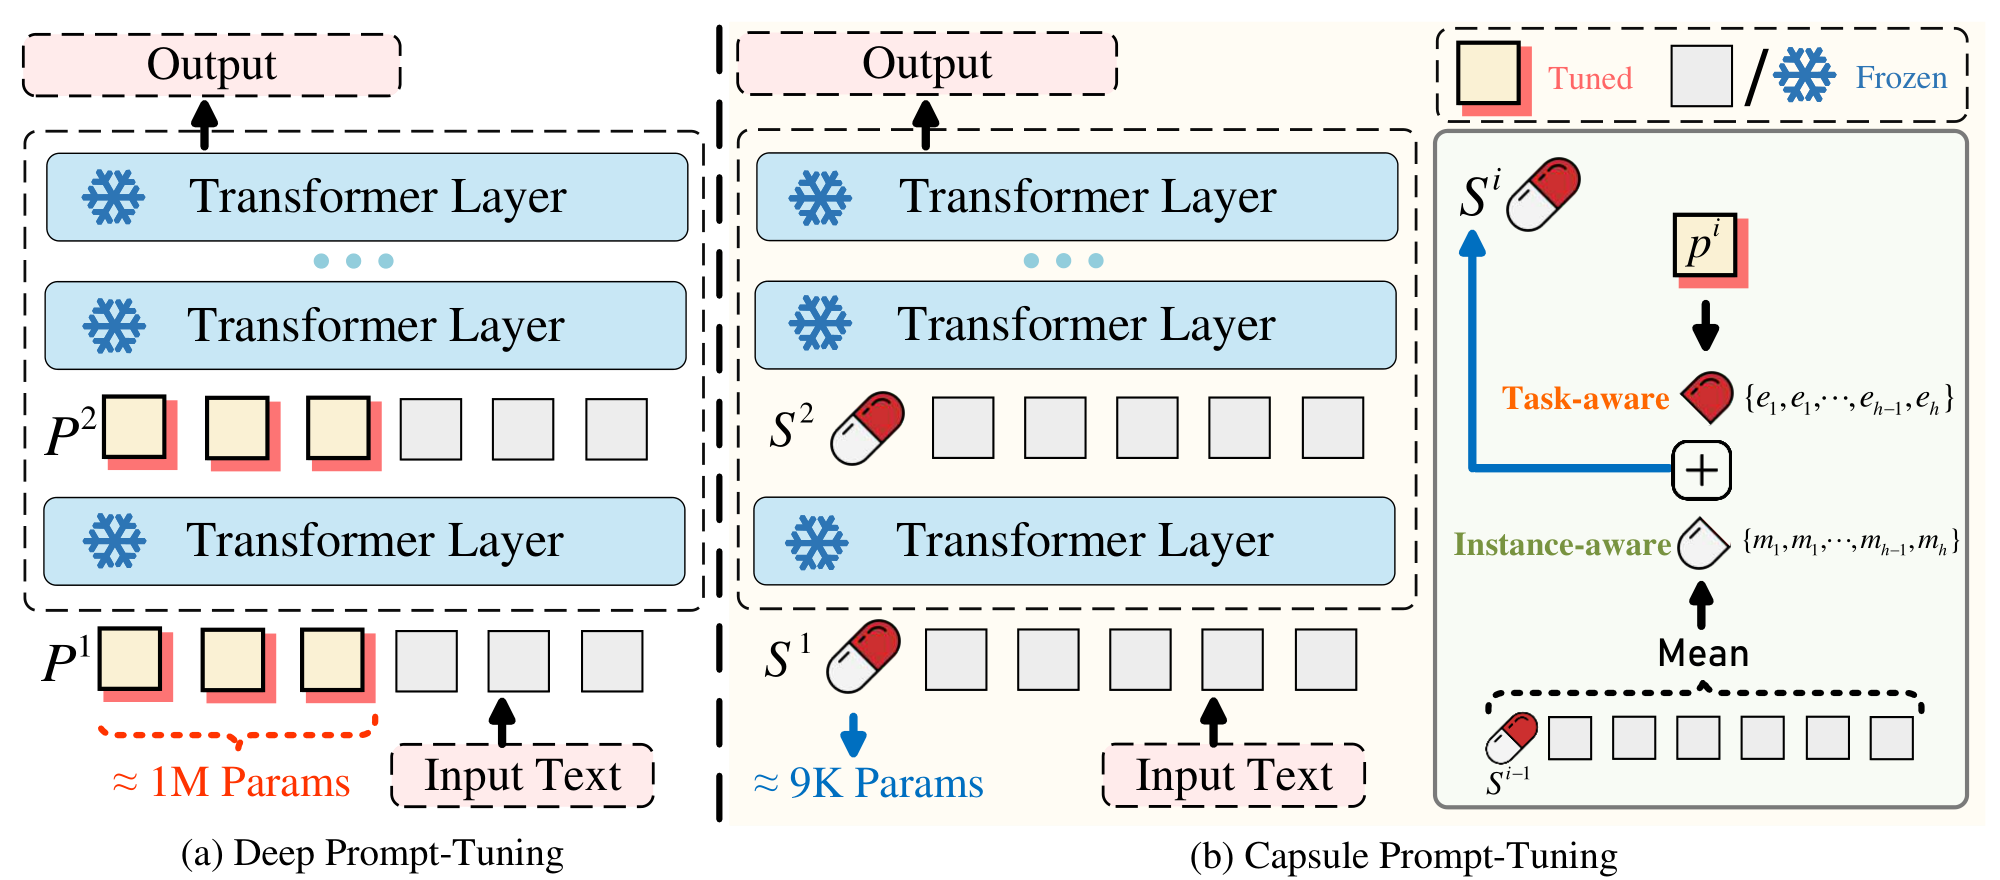 Output
Transformer Layer
Transformer Layer
P²
Transformer Layer
P¹
≈ 1M Params
Input Text
(a) Deep Prompt-Tuning
Output
Transformer Layer
Transformer Layer
S²
Transformer Layer
S¹
≈ 9K Params
Input Text
Tuned / Frozen
Sⁱ
pⁱ
Task-aware {e₁,e₁,⋯,eₕ₋₁,eₕ}
+
Instance-aware {m₁,m₁,⋯,mₕ₋₁,mₕ}
Mean
Sⁱ⁻¹
(b) Capsule Prompt-Tuning